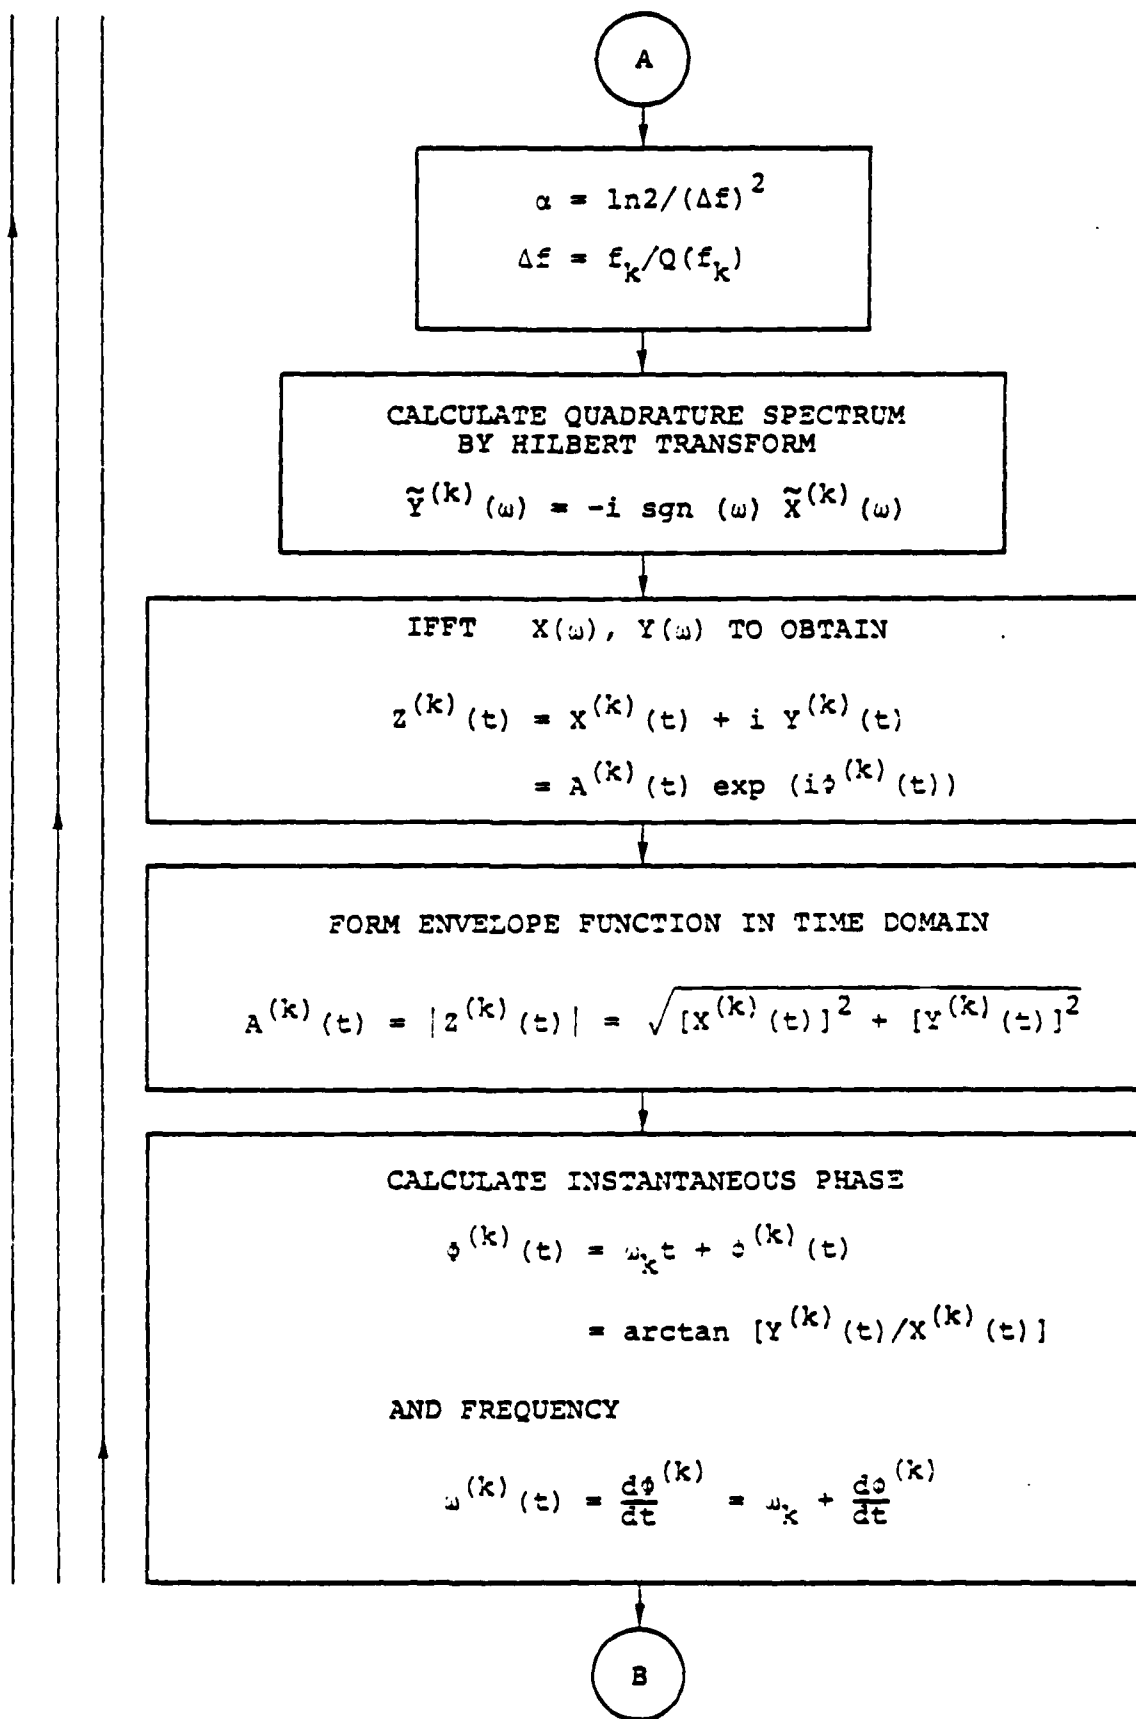 A
α = ln2/(Δf)²
Δf = f_k/Q(f_k)
CALCULATE QUADRATURE SPECTRUM
BY HILBERT TRANSFORM
Ỹ^(k)(ω) = -i sgn (ω) X̃^(k)(ω)
IFFT X(ω), Y(ω) TO OBTAIN
Z^(k)(t) = X^(k)(t) + i Y^(k)(t)
= A^(k)(t) exp (iΦ^(k)(t))
FORM ENVELOPE FUNCTION IN TIME DOMAIN
A^(k)(t) = |Z^(k)(t)| = √([X^(k)(t)]² + [Y^(k)(t)]²)
CALCULATE INSTANTANEOUS PHASE
Φ^(k)(t) = ω_k t + φ^(k)(t)
= arctan [Y^(k)(t)/X^(k)(t)]
AND FREQUENCY
ω^(k)(t) = dΦ^(k)/dt = ω_k + dφ^(k)/dt
B